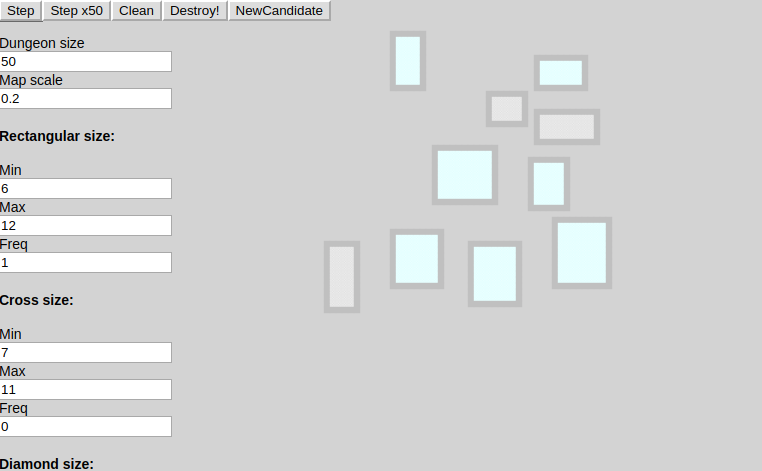 Step Step x50 Clean Destroy! NewCandidate
Dungeon size
50
Map scale
0.2
Rectangular size:
Min
6
Max
12
Freq
1
Cross size:
Min
7
Max
11
Freq
0
Diamond size: